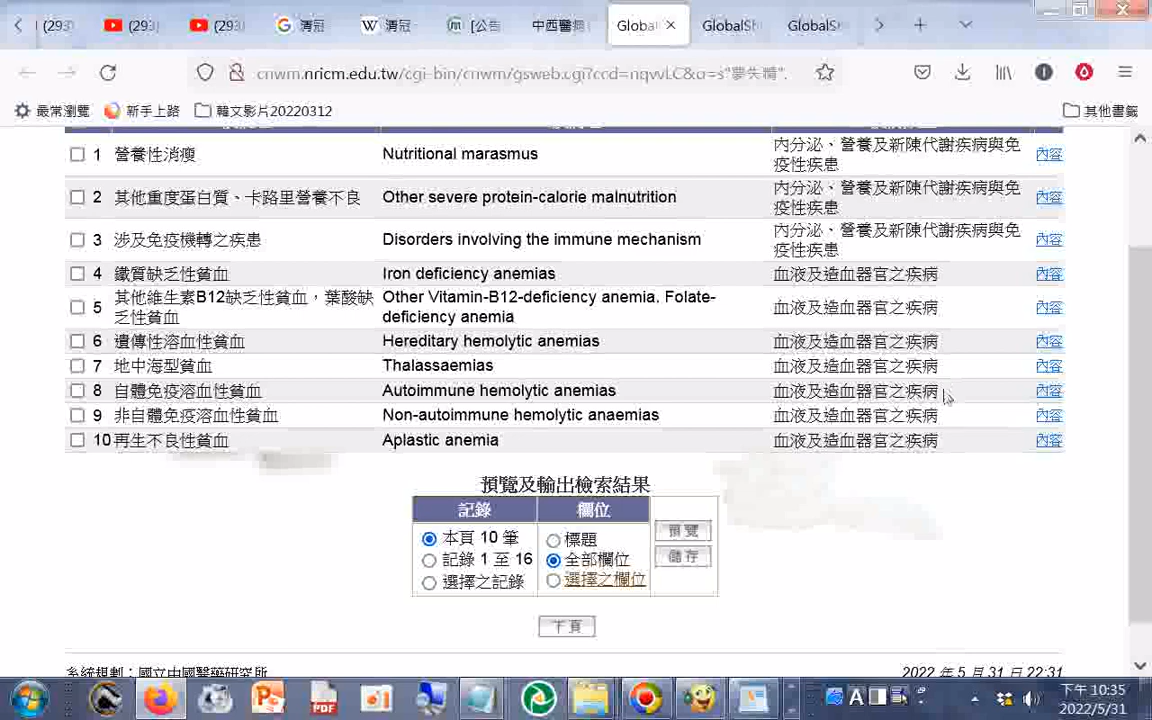 (293
(293
(293
清冠
清冠
[公告
中西醫
Global
GlobalSh
GlobalS
cnwm.nricm.edu.tw/cgi-bin/cnwm/gsweb.cgi?ccd=nqvvLC&o=s"夢失精".
最常瀏覽
新手上路
韓文影片20220312
其他書籤
1 營養性消瘦 Nutritional marasmus 內分泌、營養及新陳代謝疾病與免疫性疾患 內容
2 其他重度蛋白質、卡路里營養不良 Other severe protein-calorie malnutrition 內分泌、營養及新陳代謝疾病與免疫性疾患 內容
3 涉及免疫機轉之疾患 Disorders involving the immune mechanism 內分泌、營養及新陳代謝疾病與免疫性疾患 內容
4 鐵質缺乏性貧血 Iron deficiency anemias 血液及造血器官之疾病 內容
5 其他維生素B12缺乏性貧血，葉酸缺乏性貧血 Other Vitamin-B12-deficiency anemia. Folate-deficiency anemia 血液及造血器官之疾病 內容
6 遺傳性溶血性貧血 Hereditary hemolytic anemias 血液及造血器官之疾病 內容
7 地中海型貧血 Thalassaemias 血液及造血器官之疾病 內容
8 自體免疫溶血性貧血 Autoimmune hemolytic anemias 血液及造血器官之疾病 內容
9 非自體免疫溶血性貧血 Non-autoimmune hemolytic anaemias 血液及造血器官之疾病 內容
10 再生不良性貧血 Aplastic anemia 血液及造血器官之疾病 內容
預覽及輸出檢索結果
記錄 欄位
本頁 10 筆 標題 預覽
記錄 1 至 16 全部欄位 儲存
選擇之記錄 選擇之欄位
下頁
系統規劃：國立中國醫藥研究所 2022 年 5 月 31 日 22:31
PDF
A
下午 10:35
2022/5/31